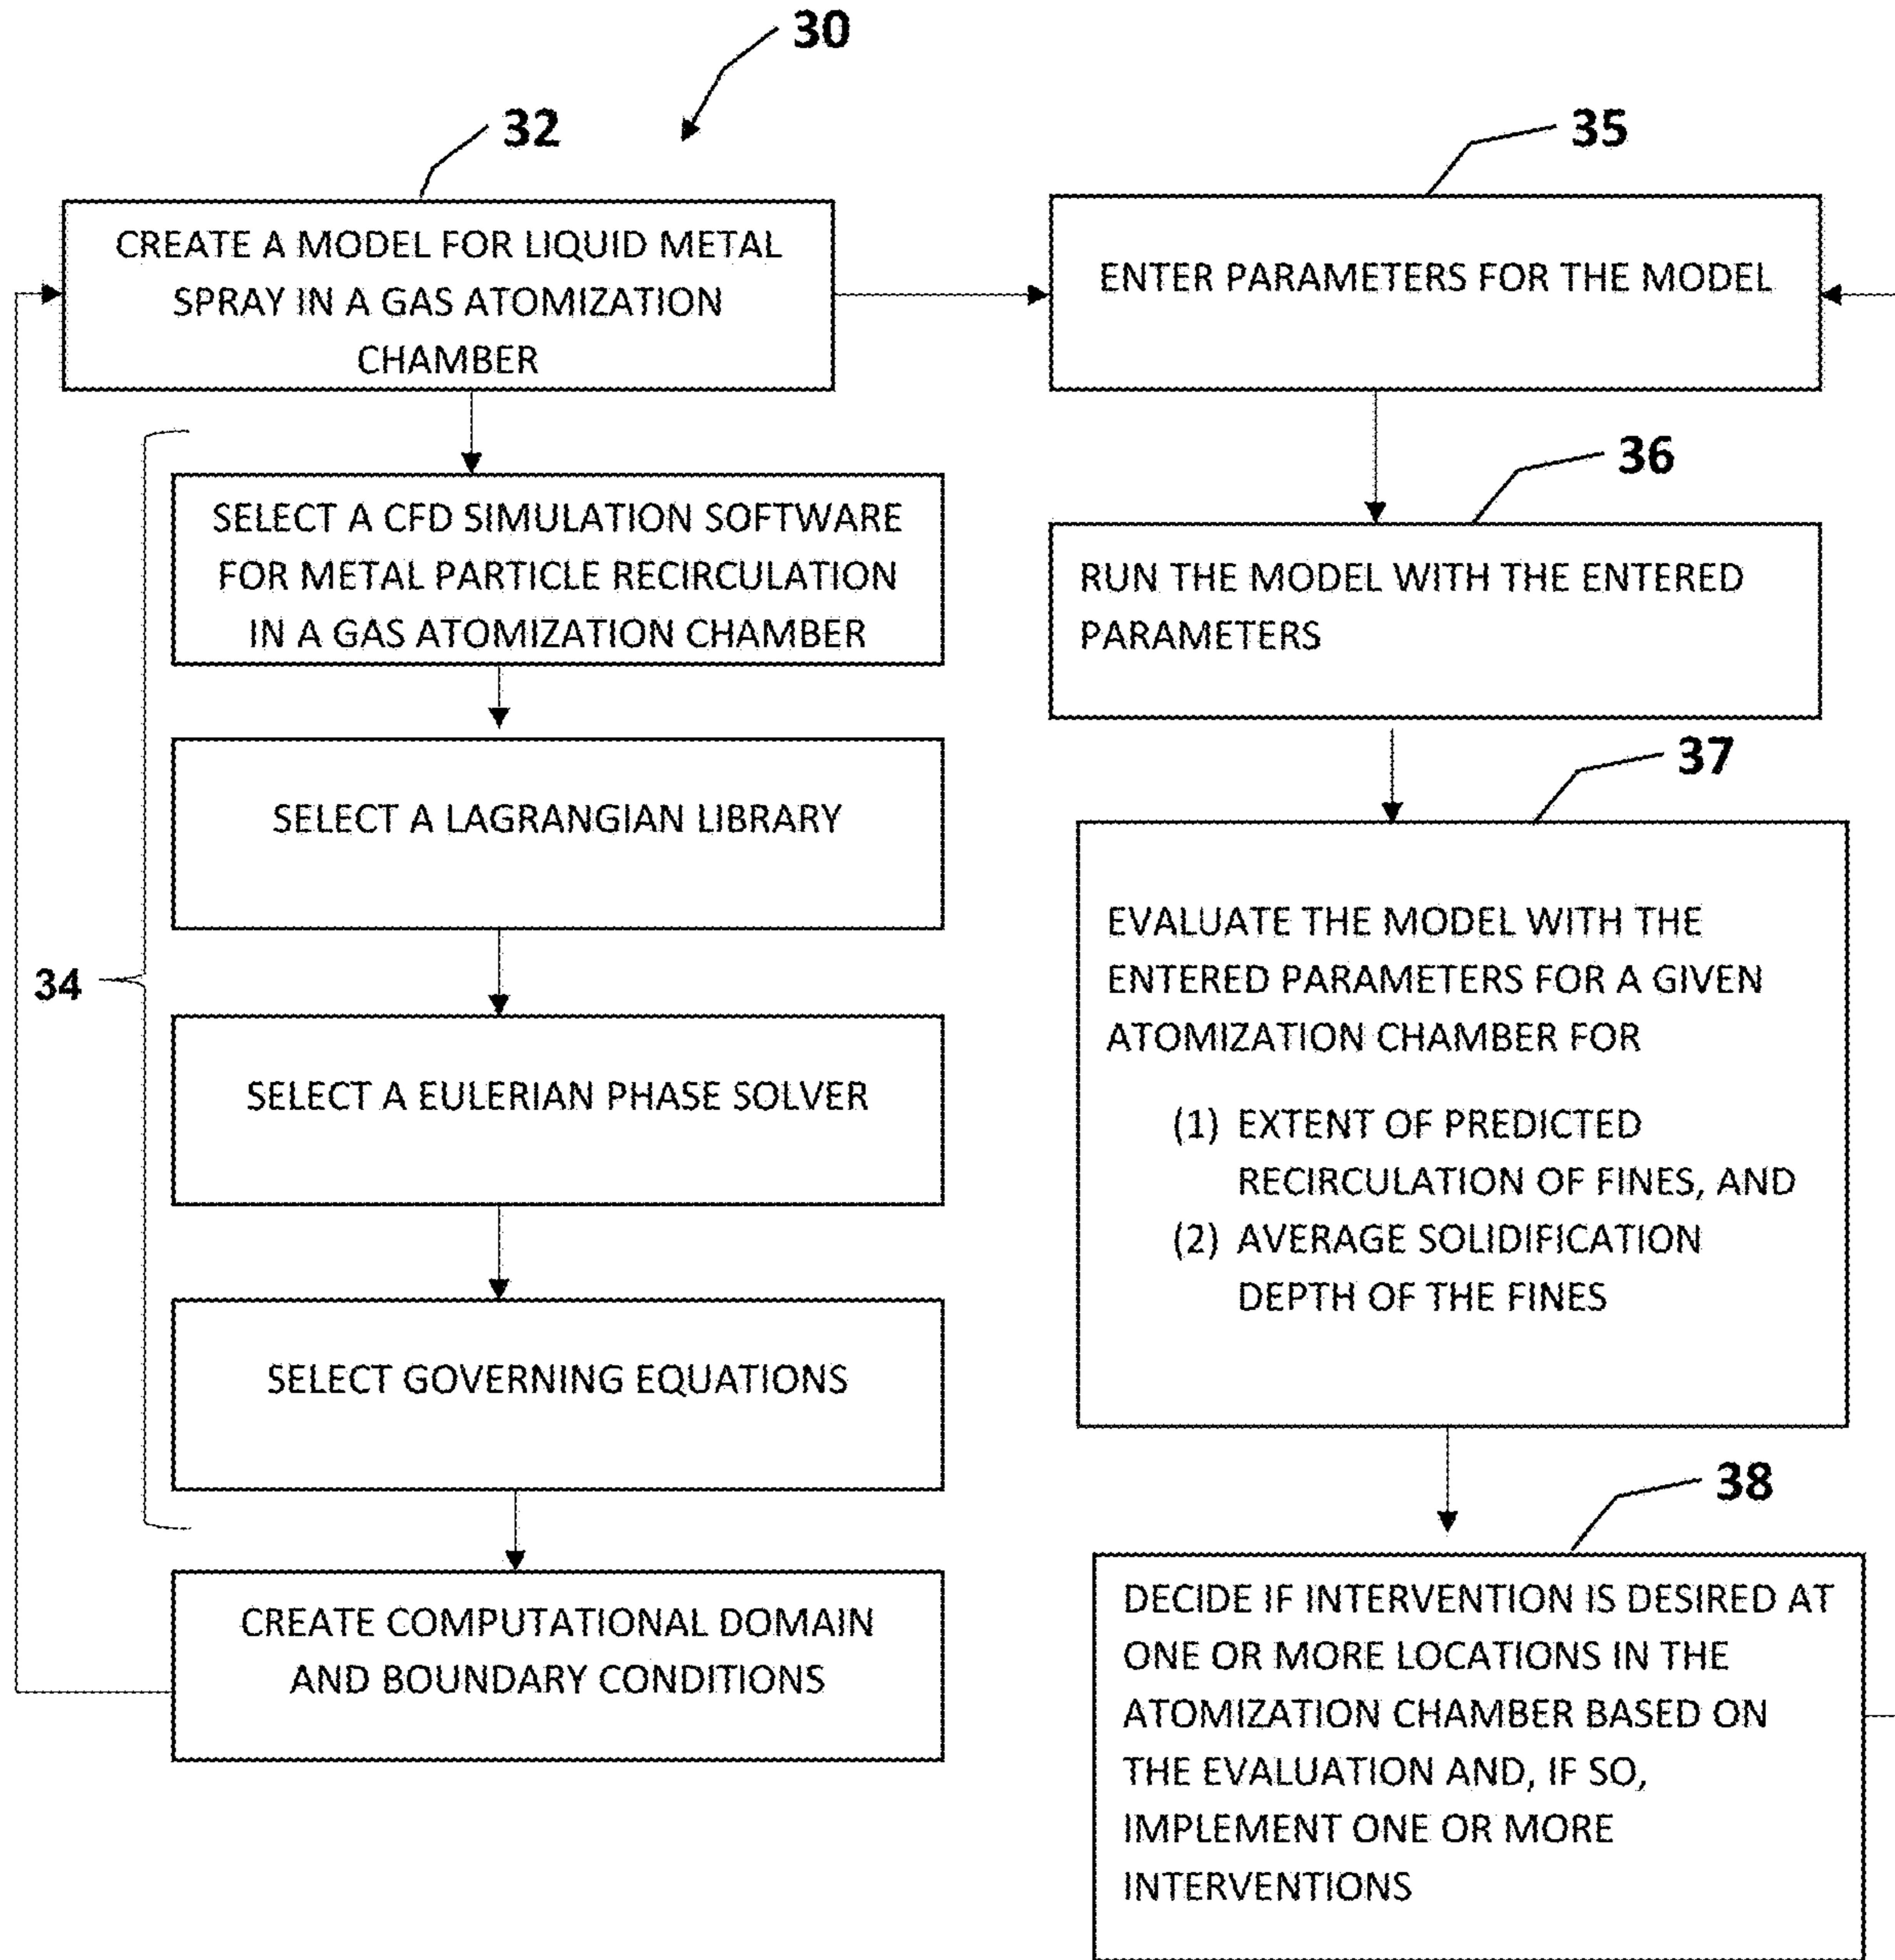 30
32
CREATE A MODEL FOR LIQUID METAL
SPRAY IN A GAS ATOMIZATION
CHAMBER
34
SELECT A CFD SIMULATION SOFTWARE
FOR METAL PARTICLE RECIRCULATION
IN A GAS ATOMIZATION CHAMBER
SELECT A LAGRANGIAN LIBRARY
SELECT A EULERIAN PHASE SOLVER
SELECT GOVERNING EQUATIONS
CREATE COMPUTATIONAL DOMAIN
AND BOUNDARY CONDITIONS
35
ENTER PARAMETERS FOR THE MODEL
36
RUN THE MODEL WITH THE ENTERED
PARAMETERS
37
EVALUATE THE MODEL WITH THE
ENTERED PARAMETERS FOR A GIVEN
ATOMIZATION CHAMBER FOR
(1) EXTENT OF PREDICTED
RECIRCULATION OF FINES, AND
(2) AVERAGE SOLIDIFICATION
DEPTH OF THE FINES
38
DECIDE IF INTERVENTION IS DESIRED AT
ONE OR MORE LOCATIONS IN THE
ATOMIZATION CHAMBER BASED ON
THE EVALUATION AND, IF SO,
IMPLEMENT ONE OR MORE
INTERVENTIONS